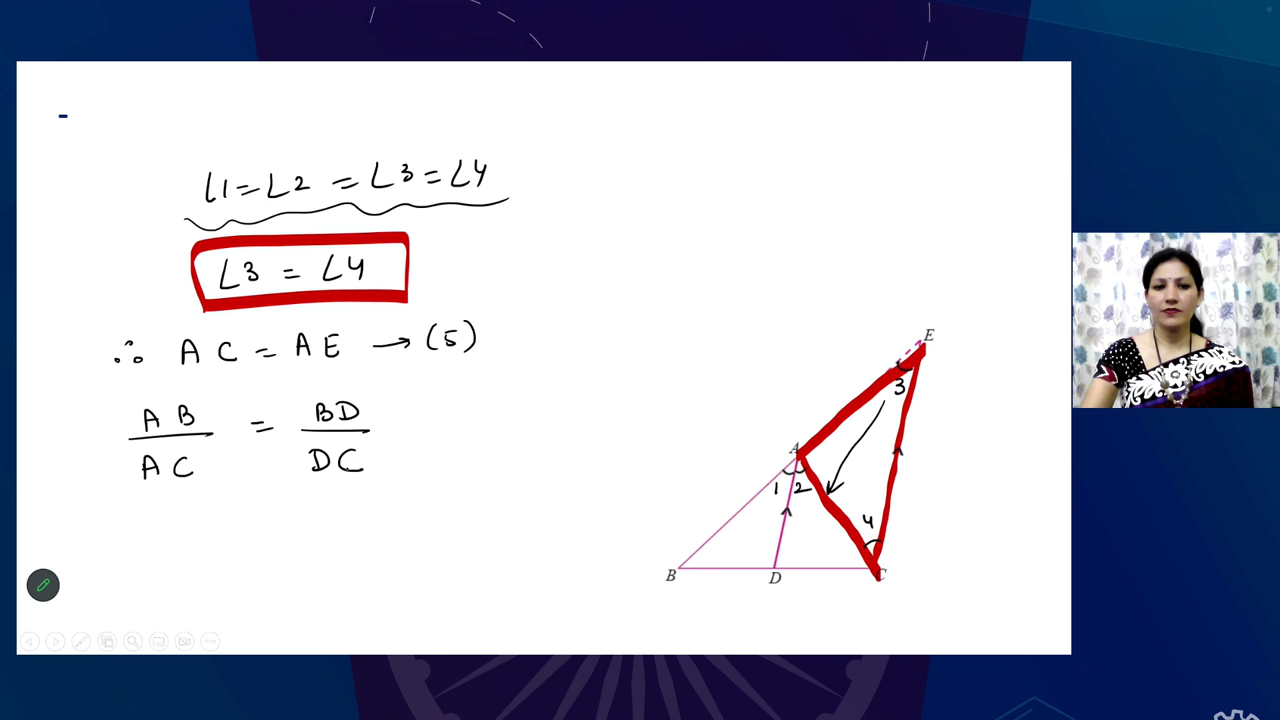 -
∠1 = ∠2 = ∠3 = ∠4
∠3 = ∠4
∴ AC = AE → (5)
AB / AC = BD / DC
E
3
A
1 2
4
B D C